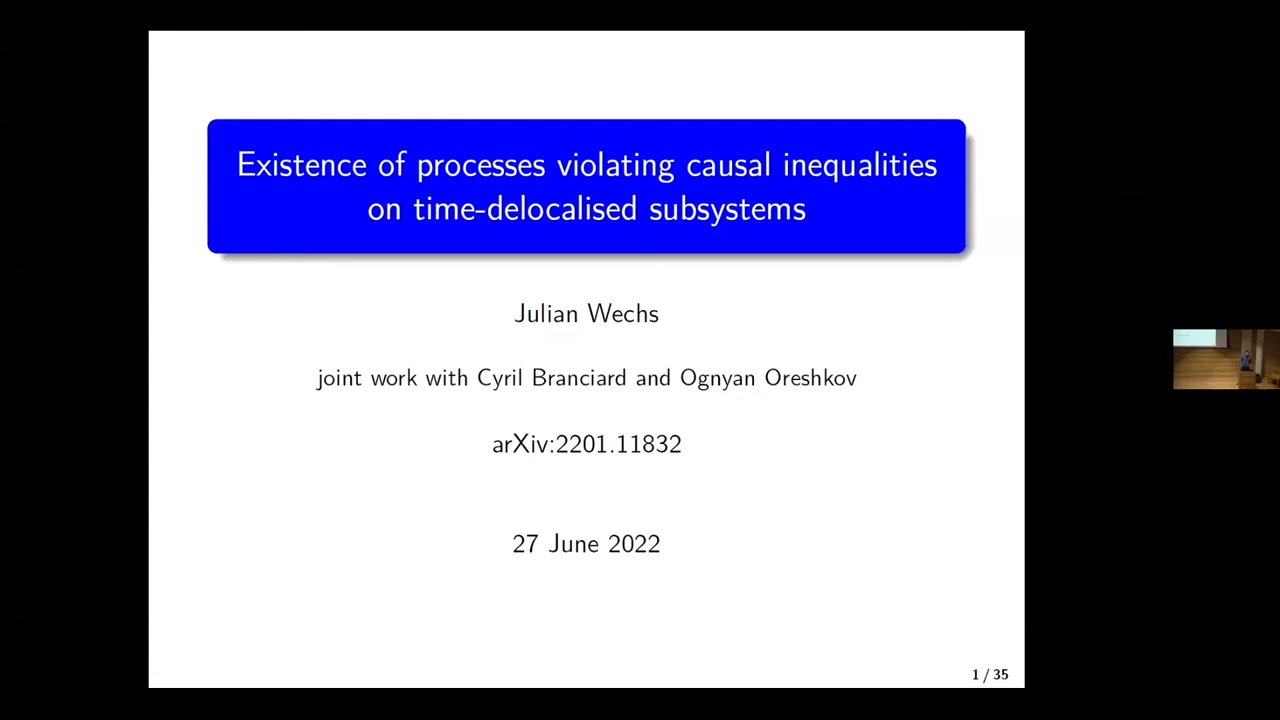 Existence of processes violating causal inequalities
on time-delocalised subsystems
Julian Wechs
joint work with Cyril Branciard and Ognyan Oreshkov
arXiv:2201.11832
27 June 2022
1 / 35